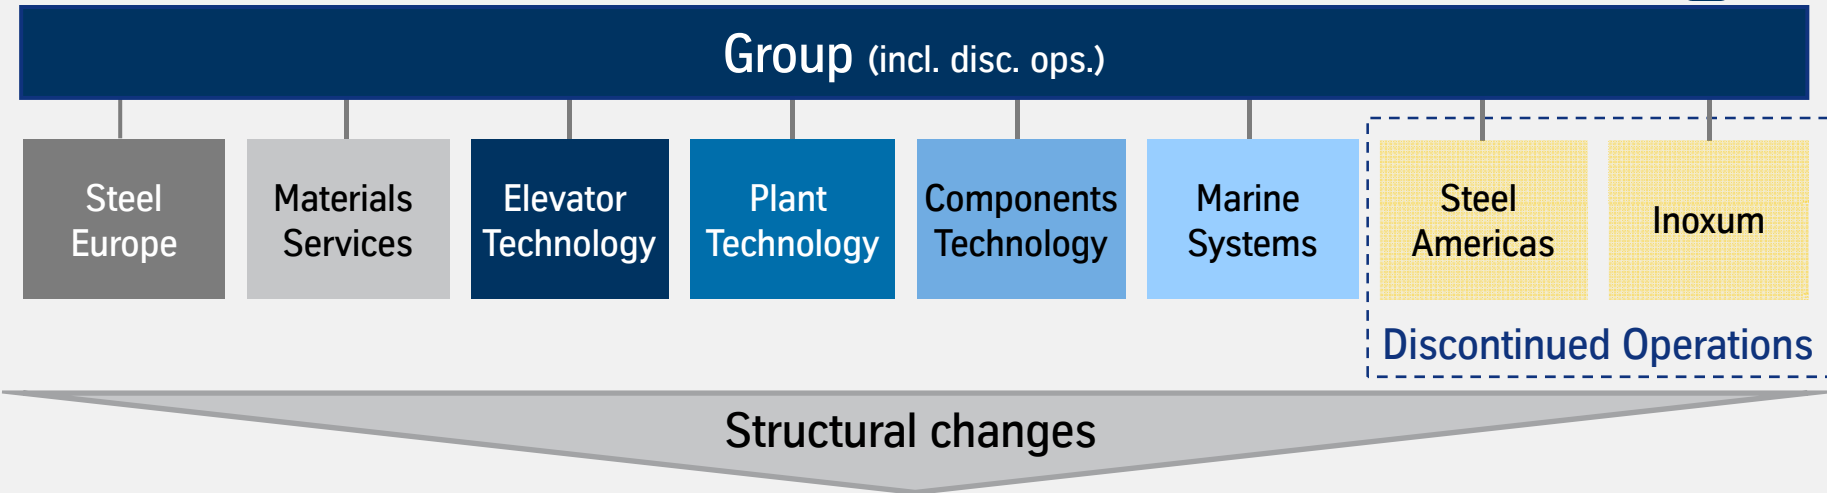 Group (incl. disc. ops.)
Steel
Europe
Materials
Services
Elevator
Technology
Plant
Technology
Components
Technology
Marine
Systems
Steel
Americas
Inoxum
Discontinued Operations
Structural changes